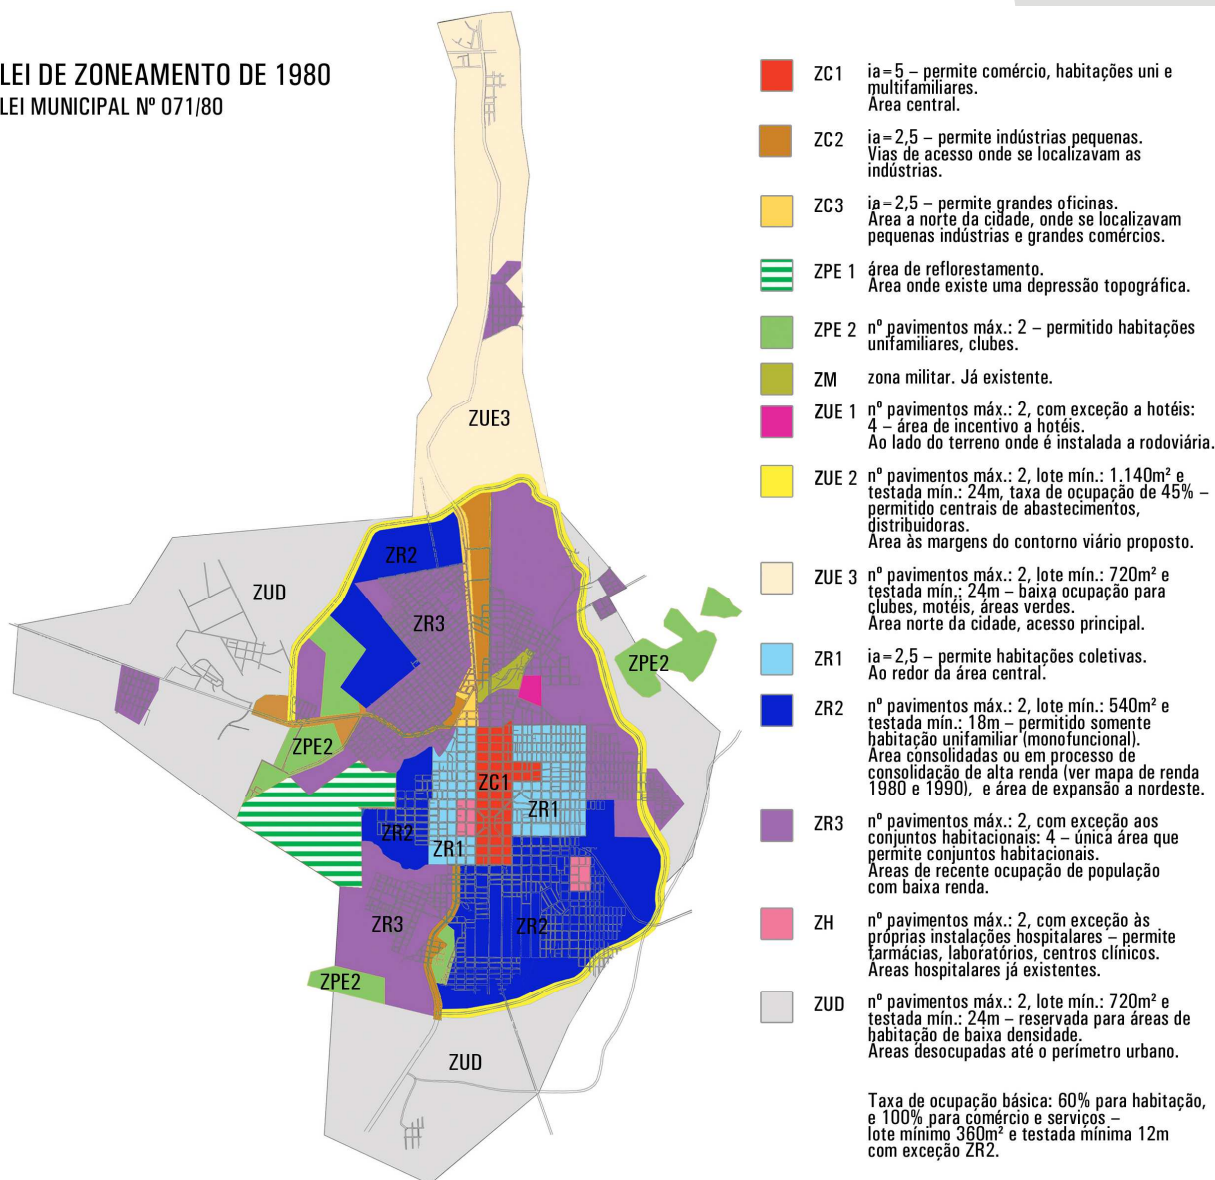 LEI DE ZONEAMENTO DE 1980
LEI MUNICIPAL Nº 071/80
ZUE3
ZR2
ZUD
ZR3
ZPE2
ZPE2
ZC1
ZR1
ZR2
ZR1
ZR3
ZR2
ZPE2
ZUD
ZC1 ia=5 – permite comércio, habitações uni e
multifamiliares.
Área central.
ZC2 ia=2,5 – permite indústrias pequenas.
Vias de acesso onde se localizavam as
indústrias.
ZC3 ia=2,5 – permite grandes oficinas.
Área a norte da cidade, onde se localizavam
pequenas indústrias e grandes comércios.
ZPE 1 área de reflorestamento.
Área onde existe uma depressão topográfica.
ZPE 2 nº pavimentos máx.: 2 – permitido habitações
unifamiliares, clubes.
ZM zona militar. Já existente.
ZUE 1 nº pavimentos máx.: 2, com exceção a hotéis:
4 – área de incentivo a hotéis.
Ao lado do terreno onde é instalada a rodoviária.
ZUE 2 nº pavimentos máx.: 2, lote mín.: 1.140m² e
testada mín.: 24m, taxa de ocupação de 45% –
permitido centrais de abastecimentos,
distribuidoras.
Área às margens do contorno viário proposto.
ZUE 3 nº pavimentos máx.: 2, lote mín.: 720m² e
testada mín.: 24m – baixa ocupação para
clubes, motéis, áreas verdes.
Área norte da cidade, acesso principal.
ZR1 ia=2,5 – permite habitações coletivas.
Ao redor da área central.
ZR2 nº pavimentos máx.: 2, lote mín.: 540m² e
testada mín.: 18m – permitido somente
habitação unifamiliar (monofuncional).
Área consolidadas ou em processo de
consolidação de alta renda (ver mapa de renda
1980 e 1990), e área de expansão a nordeste.
ZR3 nº pavimentos máx.: 2, com exceção aos
conjuntos habitacionais: 4 – única área que
permite conjuntos habitacionais.
Áreas de recente ocupação de população
com baixa renda.
ZH nº pavimentos máx.: 2, com exceção às
próprias instalações hospitalares – permite
farmácias, laboratórios, centros clínicos.
Áreas hospitalares já existentes.
ZUD nº pavimentos máx.: 2, lote mín.: 720m² e
testada mín.: 24m – reservada para áreas de
habitação de baixa densidade.
Áreas desocupadas até o perímetro urbano.
Taxa de ocupação básica: 60% para habitação,
e 100% para comércio e serviços –
lote mínimo 360m² e testada mínima 12m
com exceção ZR2.